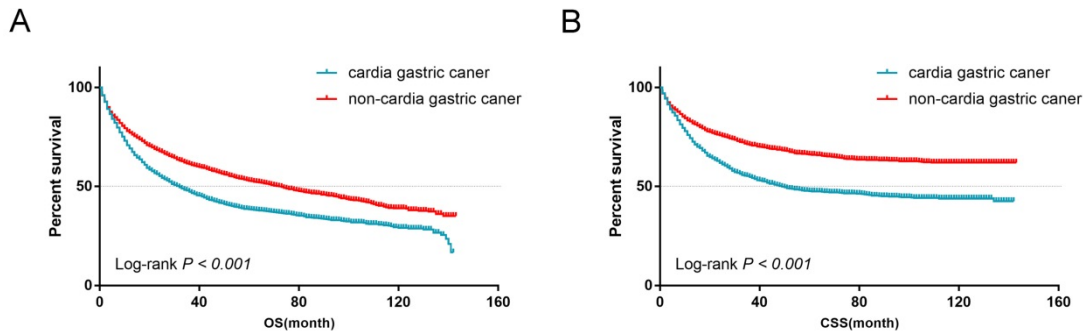 A
cardia gastric caner
non-cardia gastric caner
Percent survival
100
50
0
Log-rank P < 0.001
0 40 80 120 160
OS(month)
B
cardia gastric caner
non-cardia gastric caner
Percent survival
100
50
0
Log-rank P < 0.001
0 40 80 120 160
CSS(month)